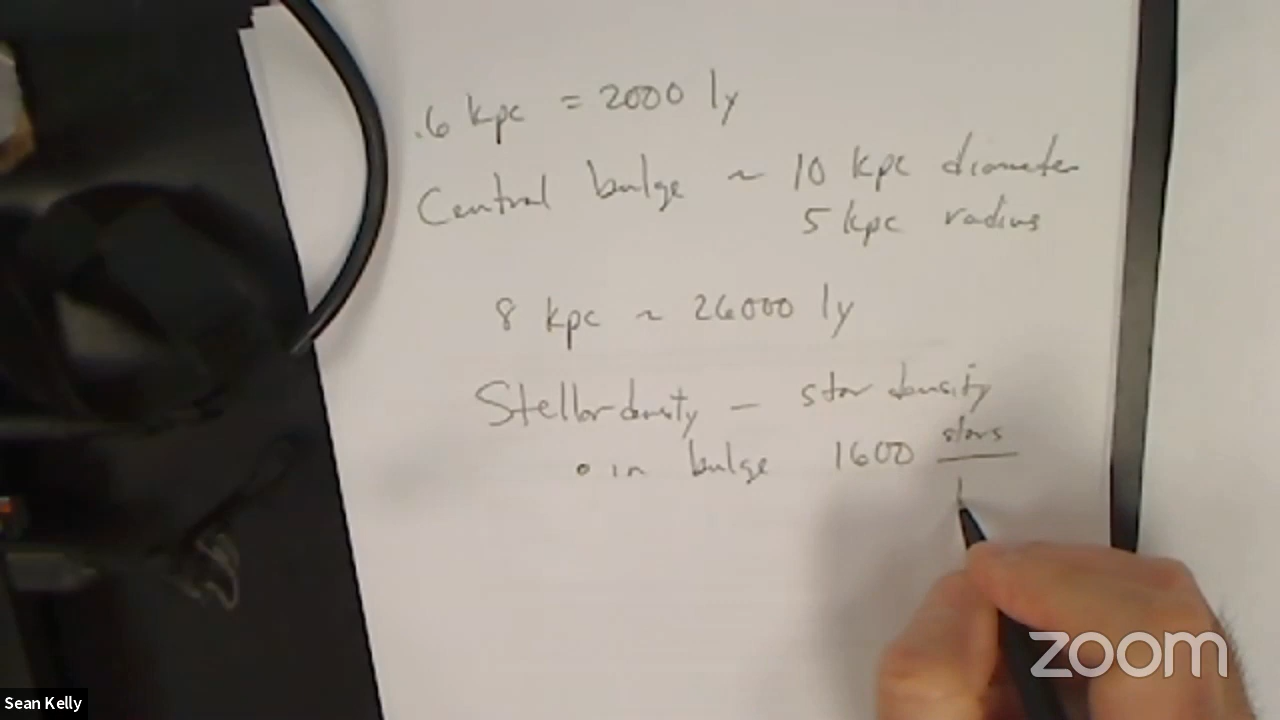 .6 kpc = 2000 ly
Central bulge ~ 10 kpc diameter
5 kpc radius
8 kpc ~ 26000 ly
Stellar density — star density
• in bulge 1600 stars
zoom
Sean Kelly